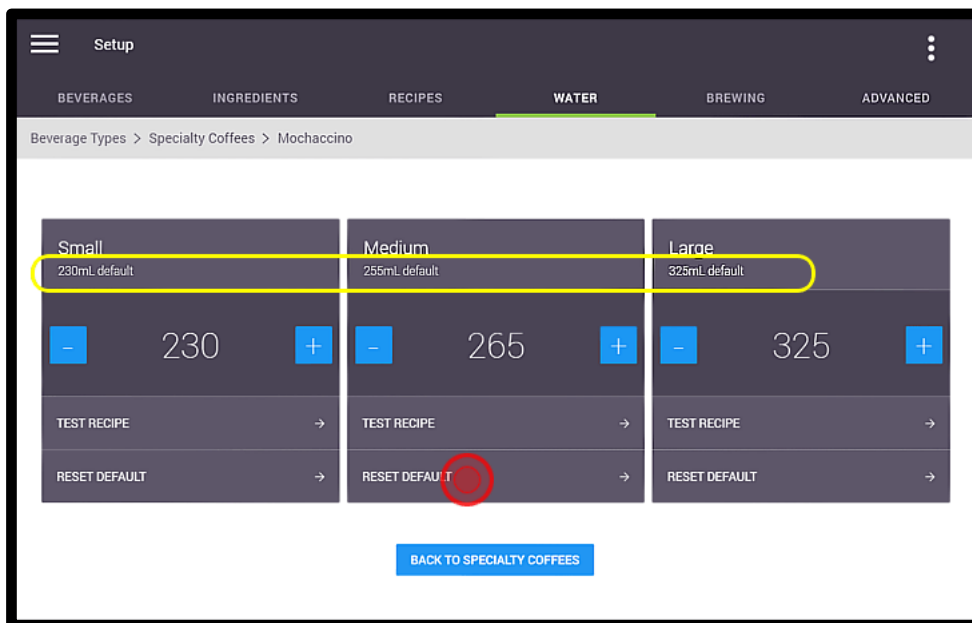 Setup
BEVERAGES INGREDIENTS RECIPES WATER BREWING ADVANCED
Beverage Types > Specialty Coffees > Mochaccino
Small
230mL default
- 230 +
TEST RECIPE →
RESET DEFAULT →
Medium
255mL default
- 265 +
TEST RECIPE →
RESET DEFAULT →
Large
325mL default
- 325 +
TEST RECIPE →
RESET DEFAULT →
BACK TO SPECIALTY COFFEES